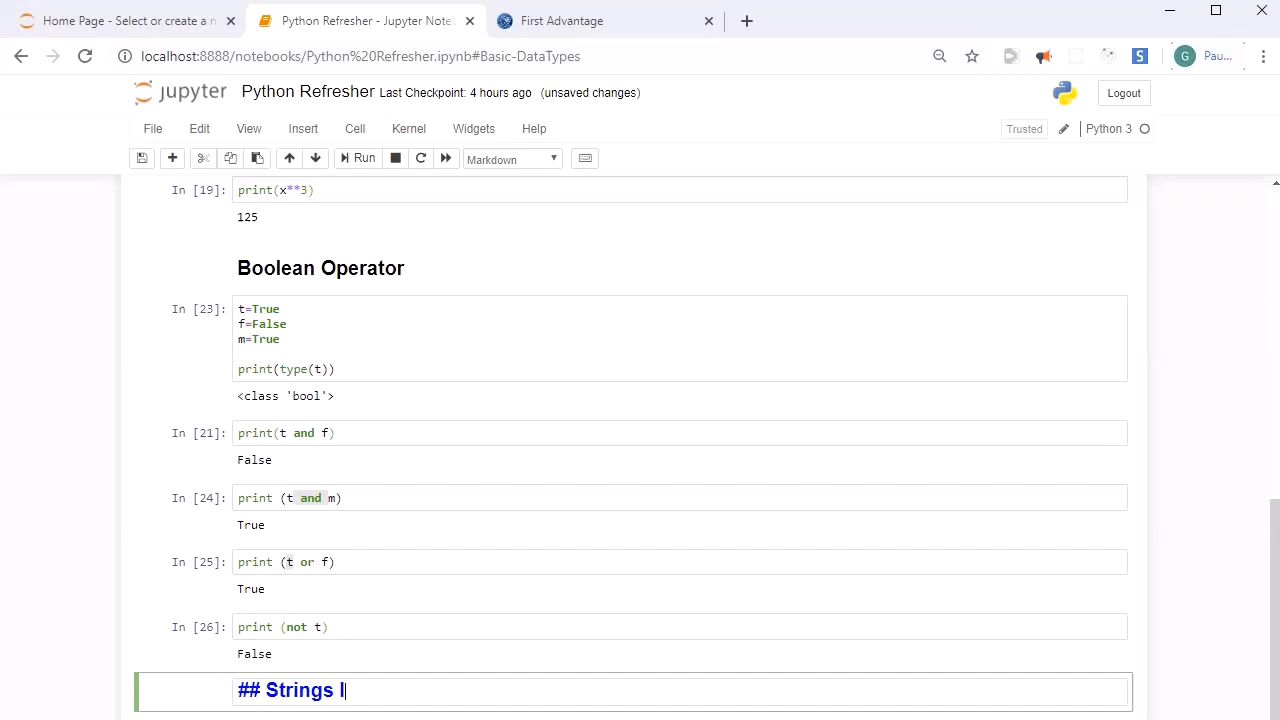 Home Page - Select or create a n
Python Refresher - Jupyter Note
First Advantage
localhost:8888/notebooks/Python%20Refresher.ipynb#Basic-DataTypes
S
G
Pau...
jupyter
Python Refresher
Last Checkpoint: 4 hours ago
(unsaved changes)
Logout
File
Edit
View
Insert
Cell
Kernel
Widgets
Help
Trusted
Python 3
Run
Markdown
In [19]:
print(x**3)
125
Boolean Operator
In [23]:
t=True
f=False
m=True
print(type(t))
<class 'bool'>
In [21]:
print(t and f)
False
In [24]:
print (t and m)
True
In [25]:
print (t or f)
True
In [26]:
print (not t)
False
## Strings I